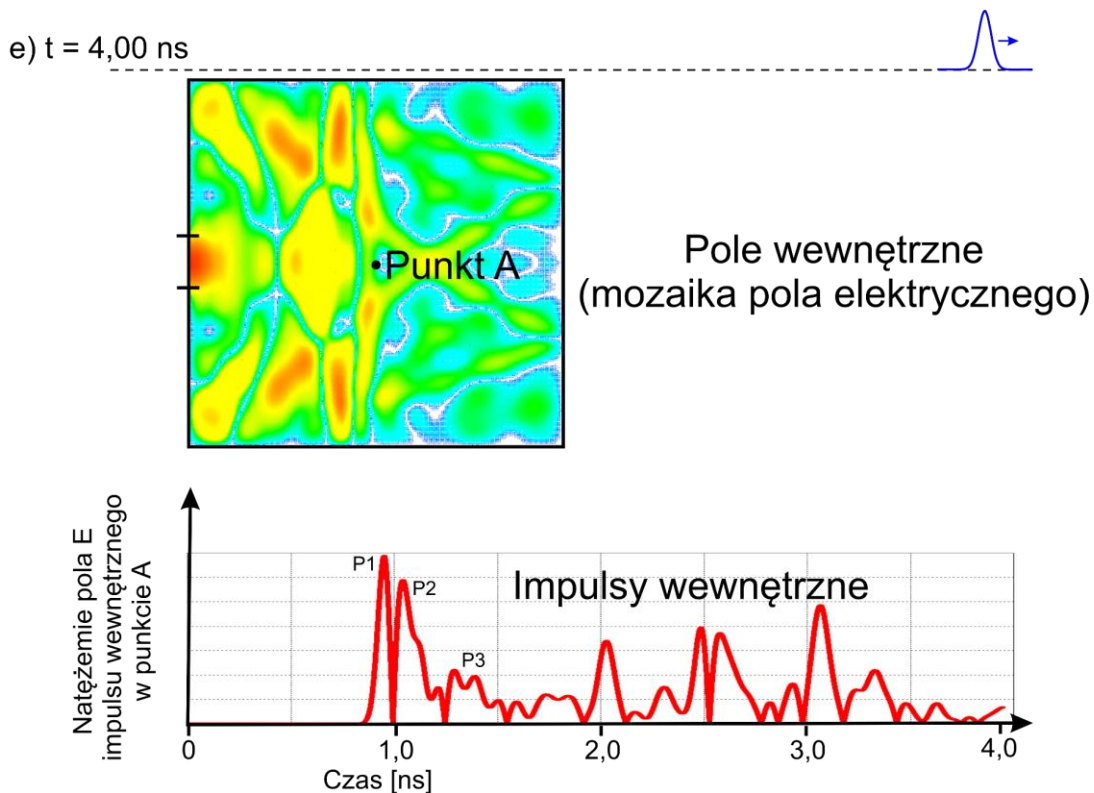 e) t = 4,00 ns
Punkt A
Pole wewnętrzne
(mozaika pola elektrycznego)
Natężemie pola E
impulsu wewnętrznego
w punkcie A
P1
P2
P3
Impulsy wewnętrzne
0
1,0
2,0
3,0
4,0
Czas [ns]